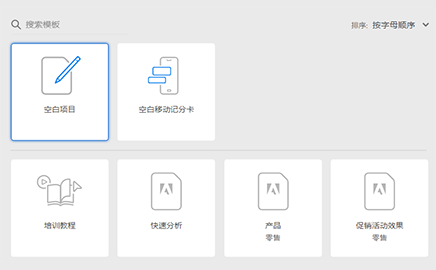 搜索模板
排序: 按字母顺序
空白项目
空白移动记分卡
培训教程
快速分析
产品
零售
促销活动效果
零售